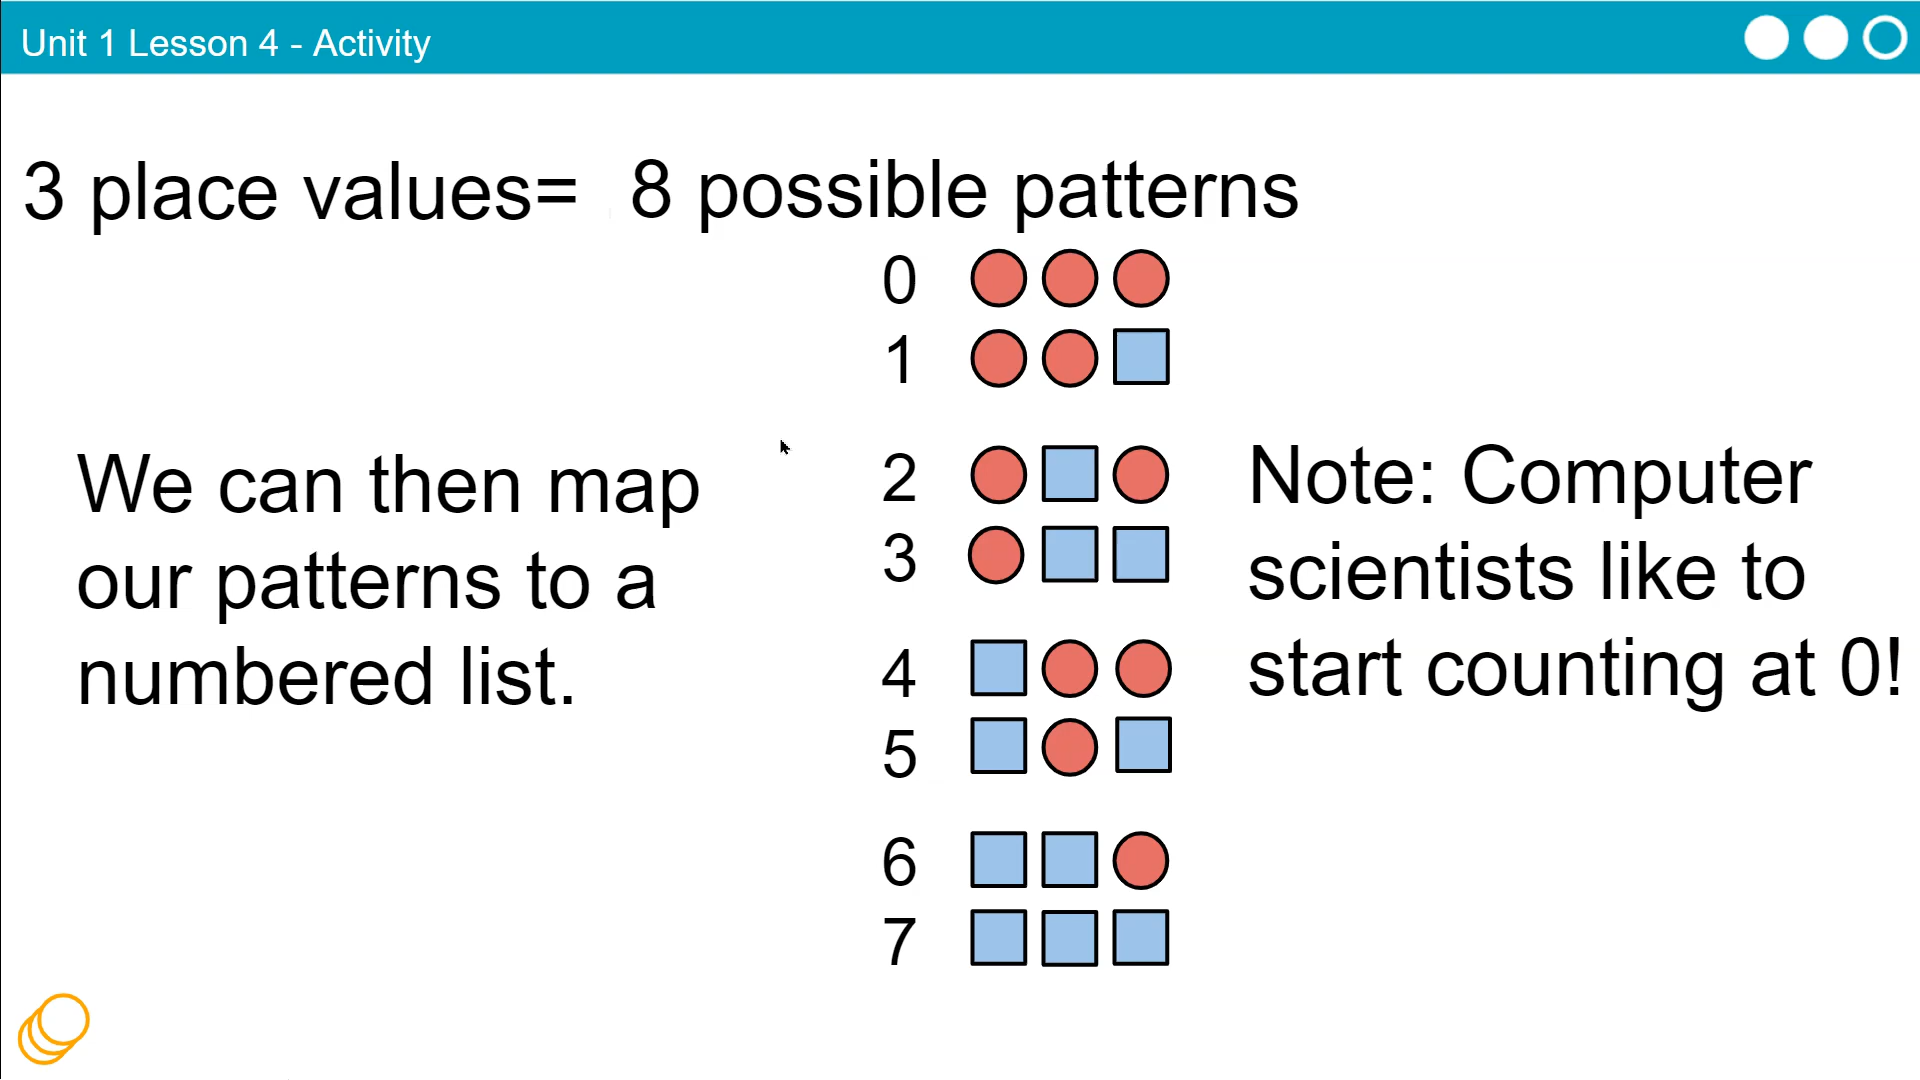 Unit 1 Lesson 4 - Activity
3 place values= 8 possible patterns
We can then map
our patterns to a
numbered list.
0
1
2
3
4
5
6
7
Note: Computer
scientists like to
start counting at 0!